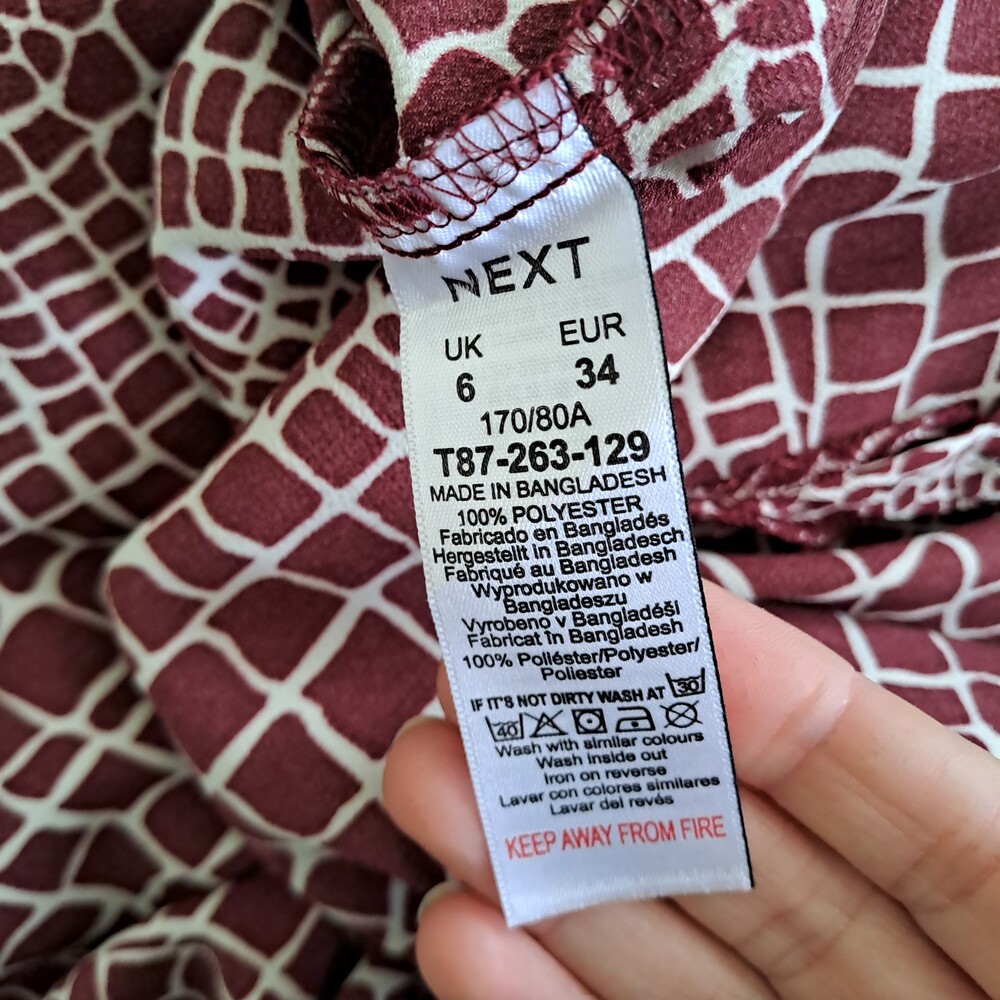 NEXT
UK EUR
6 34
170/80A
T87-263-129
MADE IN BANGLADESH
100% POLYESTER
Fabricado en Bangladés
Hergestellt in Bangladesch
Fabriqué au Bangladesh
Wyprodukowano w
Bangladeszu
Vyrobeno v Bangladéši
Fabricat în Bangladesh
100% Poliéster/Polyester/
Poliester
IF IT'S NOT DIRTY WASH AT 30
40
Wash with similar colours
Wash inside out
Iron on reverse
Lavar con colores similares
Lavar del revés
KEEP AWAY FROM FIRE